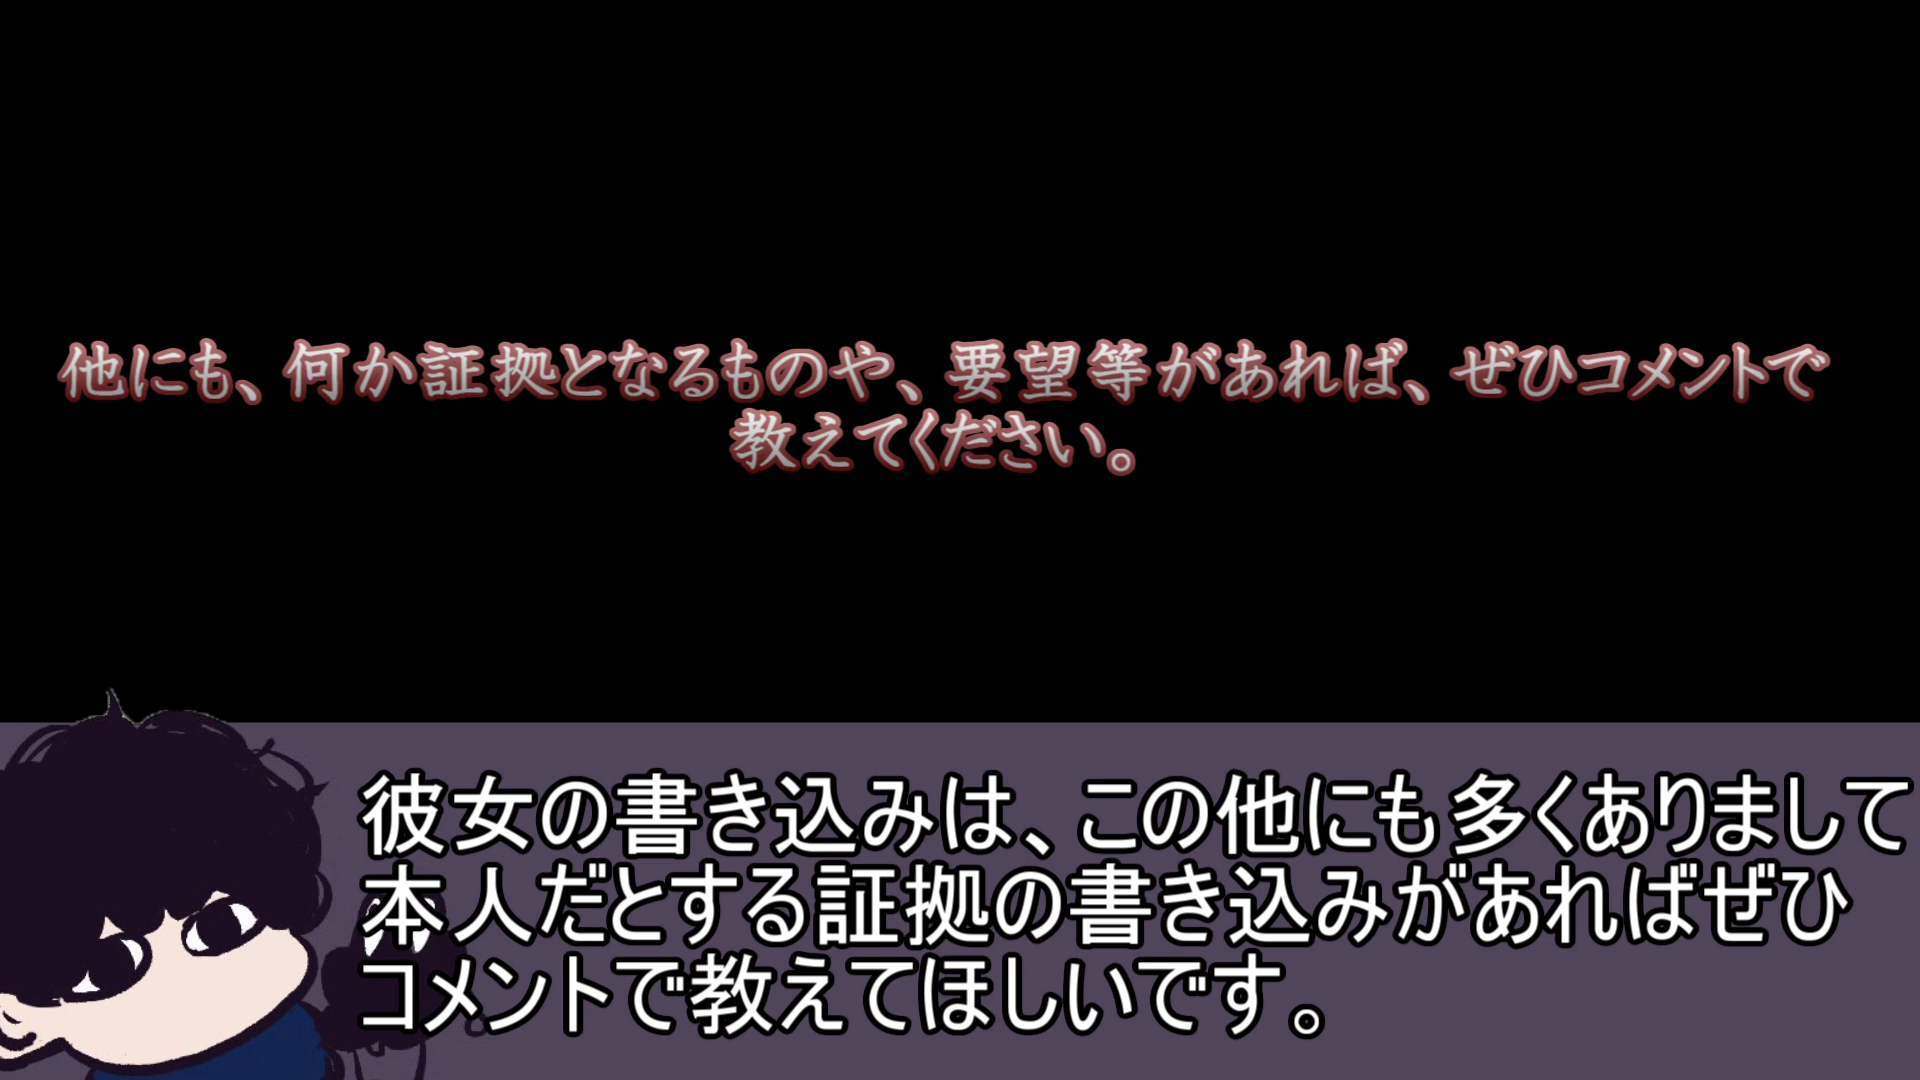 他にも、何か証拠となるものや、要望等があれば、ぜひコメントで
教えてください。
彼女の書き込みは、この他にも多くありまして
本人だとする証拠の書き込みがあればぜひ
コメントで教えてほしいです。